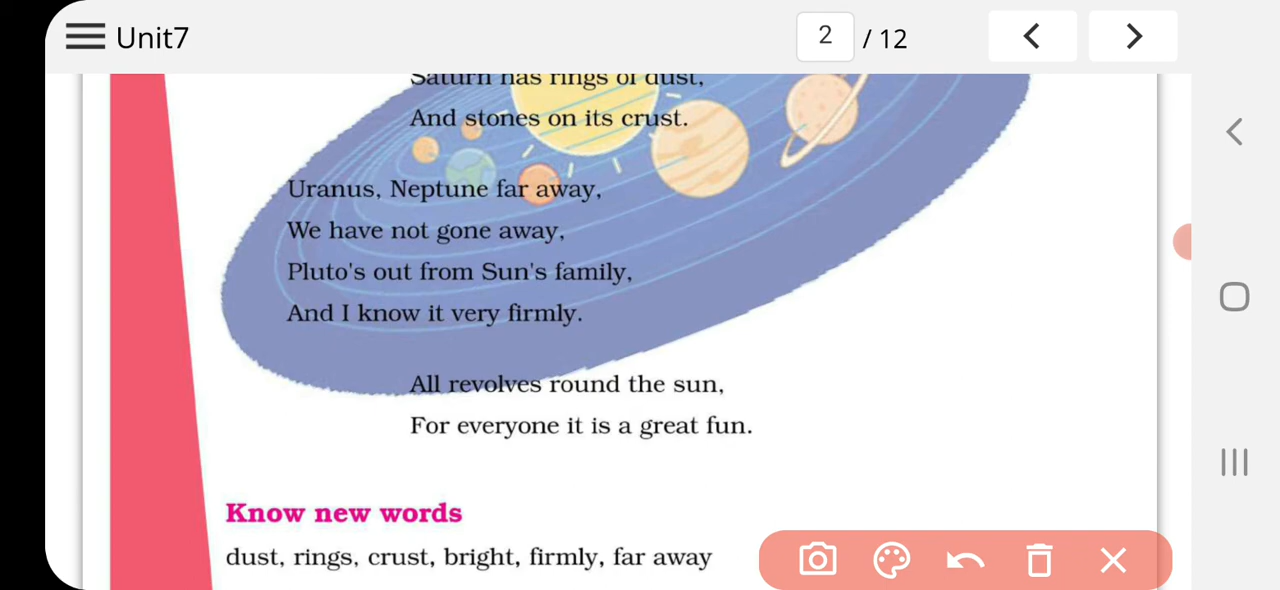 Unit7
2 / 12
Saturn has rings of dust,
And stones on its crust.
Uranus, Neptune far away,
We have not gone away,
Pluto's out from Sun's family,
And I know it very firmly.
All revolves round the sun,
For everyone it is a great fun.
Know new words
dust, rings, crust, bright, firmly, far away